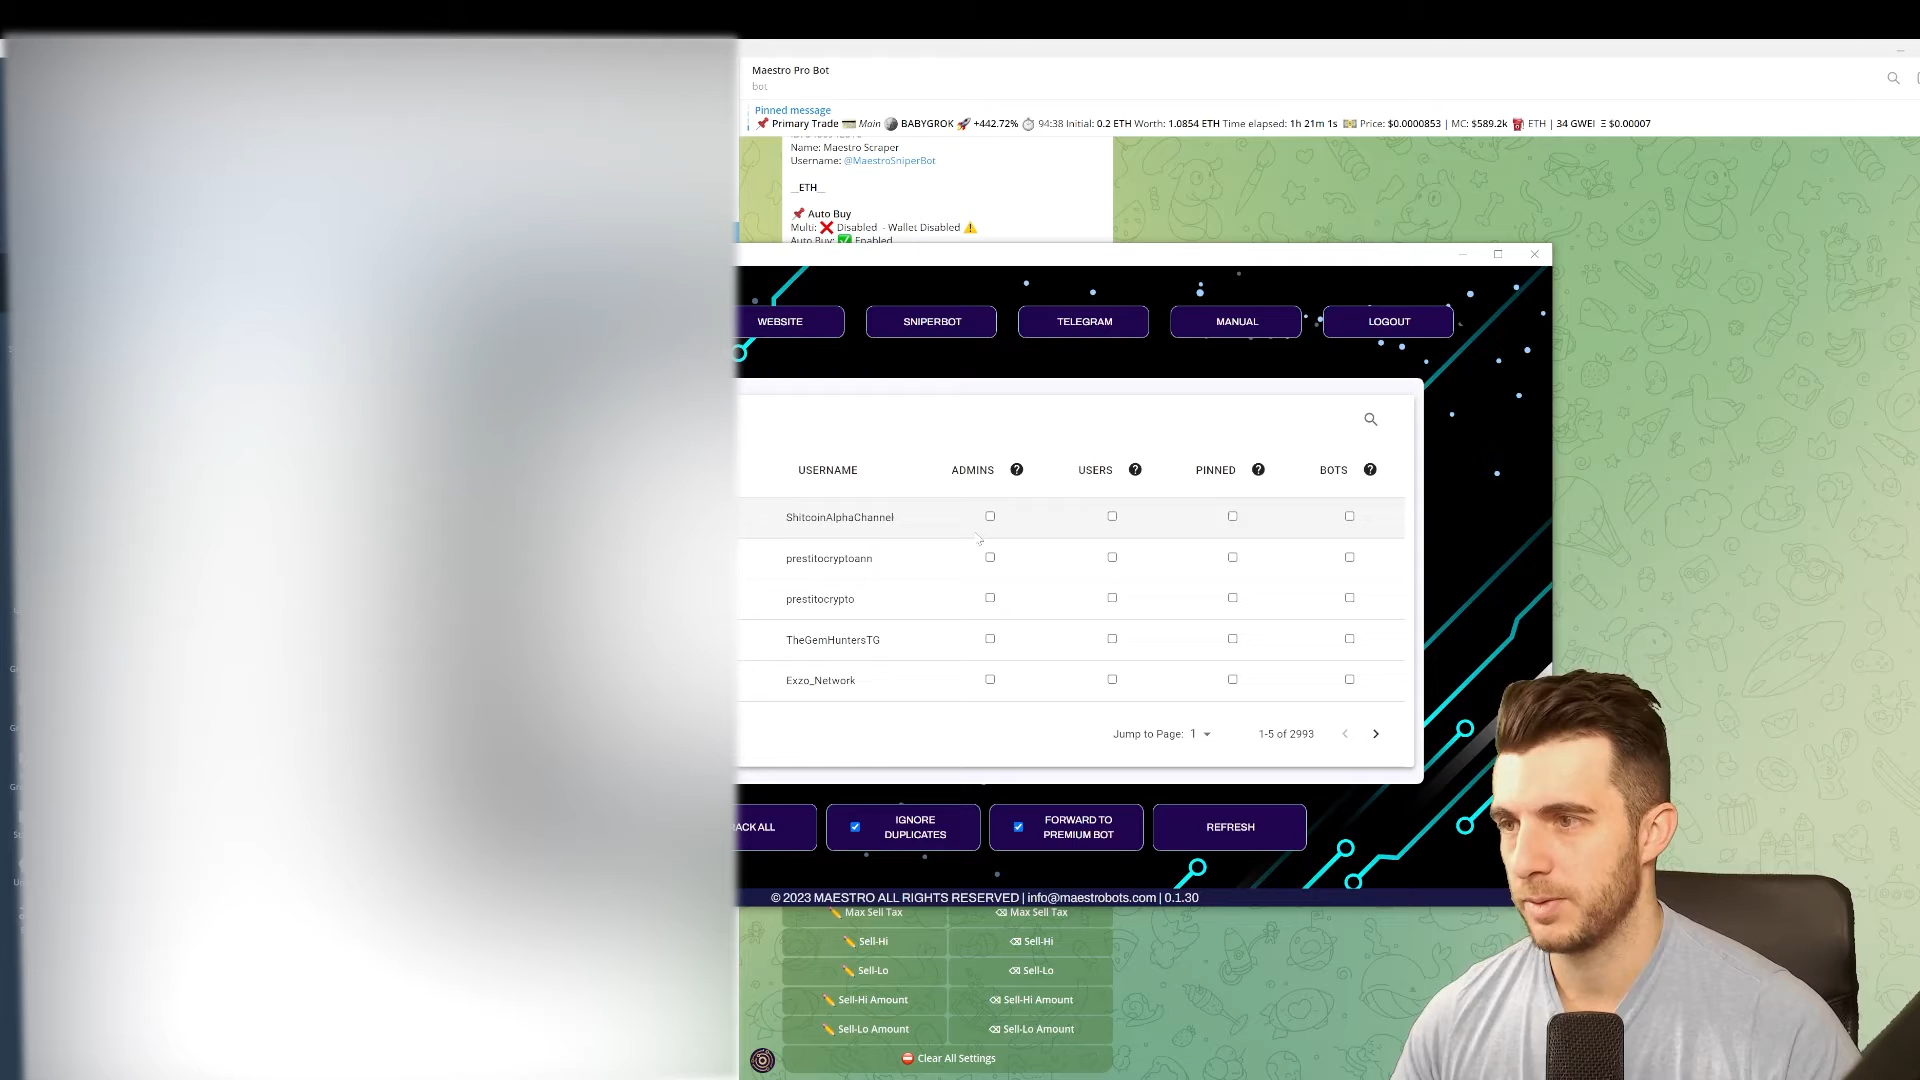 Maestro Pro Bot
bot
Pinned message
Primary Trade Main BABYGROK +442.72% 94:38 Initial: 0.2 ETH Worth: 1.0854 ETH Time elapsed: 1h 21m 1s Price: $0.0000853 | MC: $589.2k ETH | 34 GWEI Ξ $0.00007
Name: Maestro Scraper
Username: @MaestroSniperBot
__ETH__
Auto Buy
Multi: ❌ Disabled - Wallet Disabled ⚠️
Auto Buy: ✅ Enabled
WEBSITE SNIPERBOT TELEGRAM MANUAL LOGOUT
USERNAME ADMINS ? USERS ? PINNED ? BOTS ?
ShitcoinAlphaChannel
prestitocryptoann
prestitocrypto
TheGemHuntersTG
Exzo_Network
Jump to Page: 1 1-5 of 2993
ACK ALL
IGNORE DUPLICATES
FORWARD TO PREMIUM BOT
REFRESH
© 2023 MAESTRO ALL RIGHTS RESERVED | info@maestrobots.com | 0.1.30
Max Sell Tax Max Sell Tax
Sell-Hi Sell-Hi
Sell-Lo Sell-Lo
Sell-Hi Amount Sell-Hi Amount
Sell-Lo Amount Sell-Lo Amount
Clear All Settings